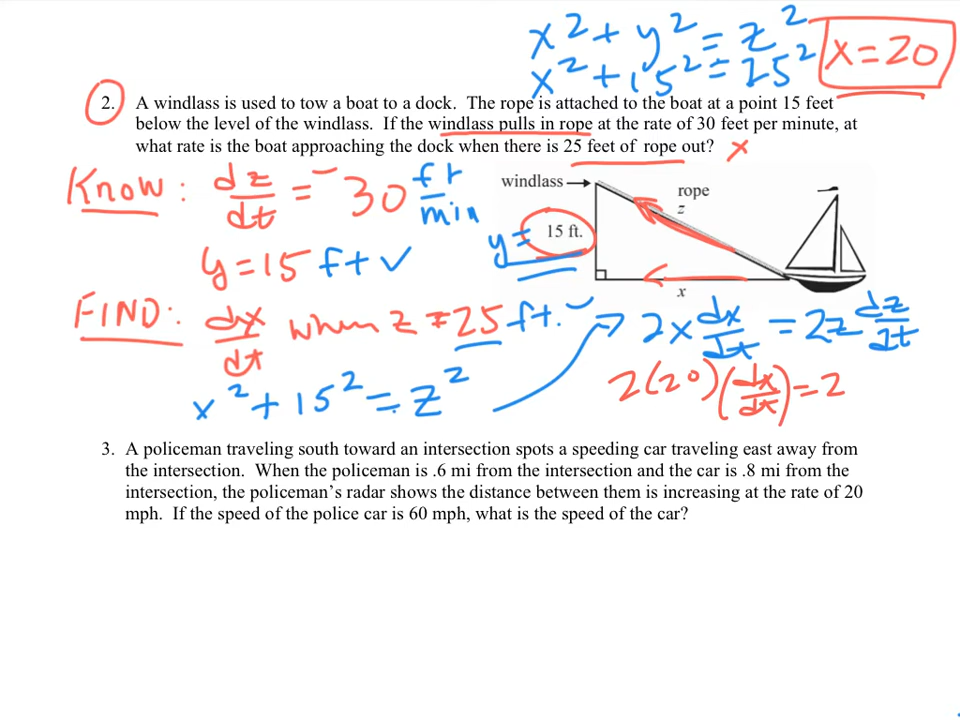 x² + y² = z²
x² + 15² = 25² x = 20
2. A windlass is used to tow a boat to a dock. The rope is attached to the boat at a point 15 feet
below the level of the windlass. If the windlass pulls in rope at the rate of 30 feet per minute, at
what rate is the boat approaching the dock when there is 25 feet of rope out? x
Know: dz/dt = -30 ft/min
windlass
rope
z
y = 15 ft.
y = 15 ft ✓
x
FIND: dx/dt when z = 25 ft.
2x dx/dt = 2z dz/dt
x² + 15² = z²
2(20)(dx/dt) = 2
3. A policeman traveling south toward an intersection spots a speeding car traveling east away from
the intersection. When the policeman is .6 mi from the intersection and the car is .8 mi from the
intersection, the policeman's radar shows the distance between them is increasing at the rate of 20
mph. If the speed of the police car is 60 mph, what is the speed of the car?